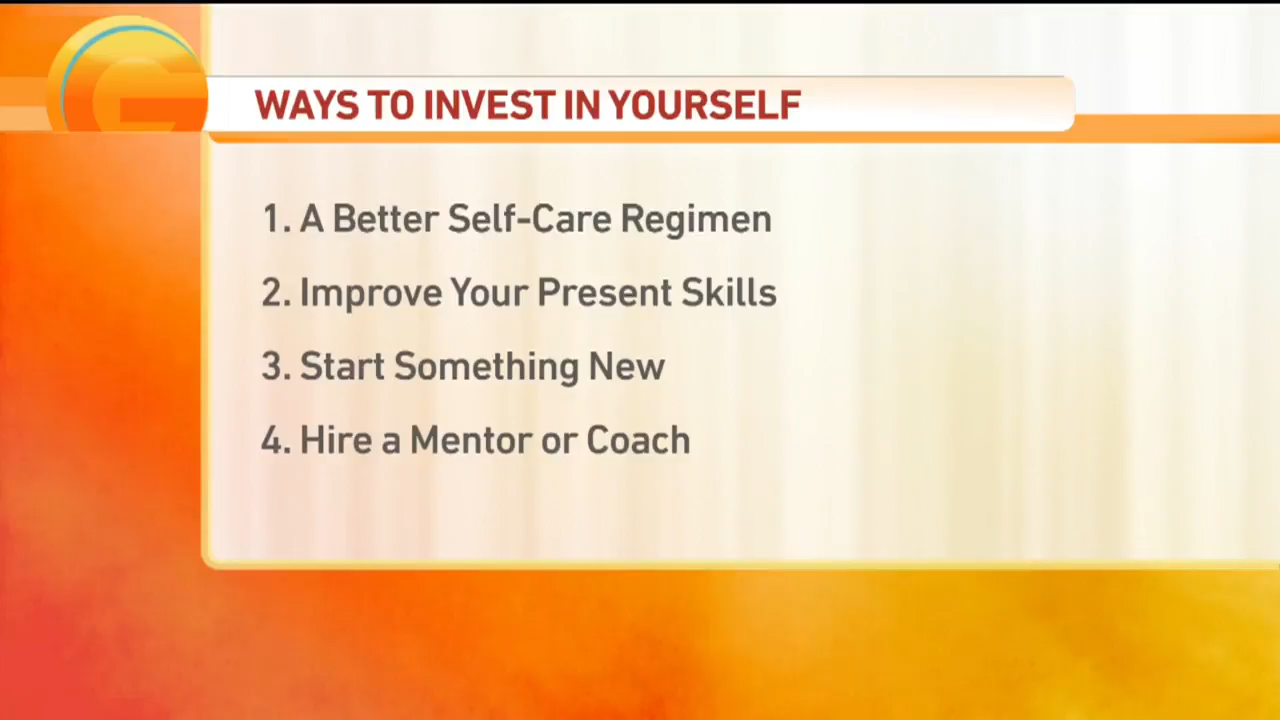 WAYS TO INVEST IN YOURSELF
1. A Better Self-Care Regimen
2. Improve Your Present Skills
3. Start Something New
4. Hire a Mentor or Coach